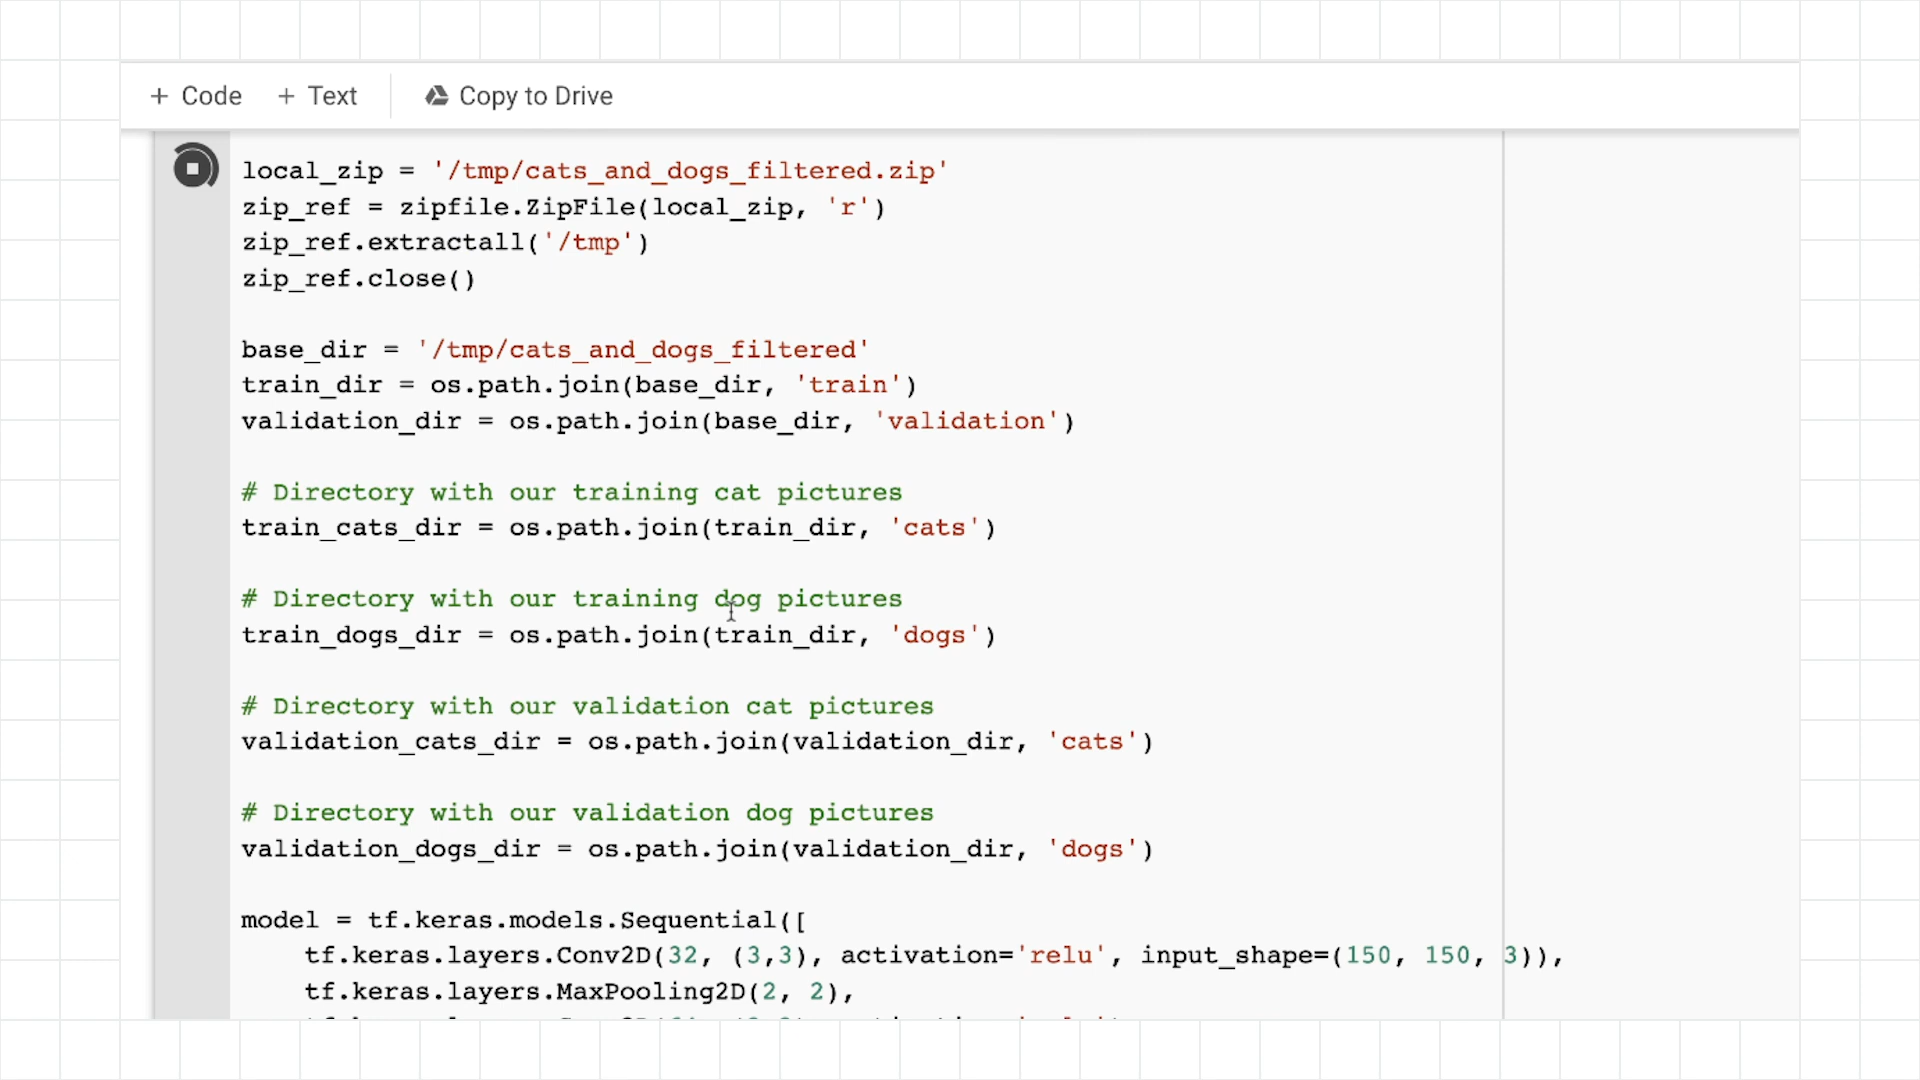 + Code + Text Copy to Drive
local_zip = '/tmp/cats_and_dogs_filtered.zip'
zip_ref = zipfile.ZipFile(local_zip, 'r')
zip_ref.extractall('/tmp')
zip_ref.close()
base_dir = '/tmp/cats_and_dogs_filtered'
train_dir = os.path.join(base_dir, 'train')
validation_dir = os.path.join(base_dir, 'validation')
# Directory with our training cat pictures
train_cats_dir = os.path.join(train_dir, 'cats')
# Directory with our training dog pictures
train_dogs_dir = os.path.join(train_dir, 'dogs')
# Directory with our validation cat pictures
validation_cats_dir = os.path.join(validation_dir, 'cats')
# Directory with our validation dog pictures
validation_dogs_dir = os.path.join(validation_dir, 'dogs')
model = tf.keras.models.Sequential([
    tf.keras.layers.Conv2D(32, (3,3), activation='relu', input_shape=(150, 150, 3)),
    tf.keras.layers.MaxPooling2D(2, 2),